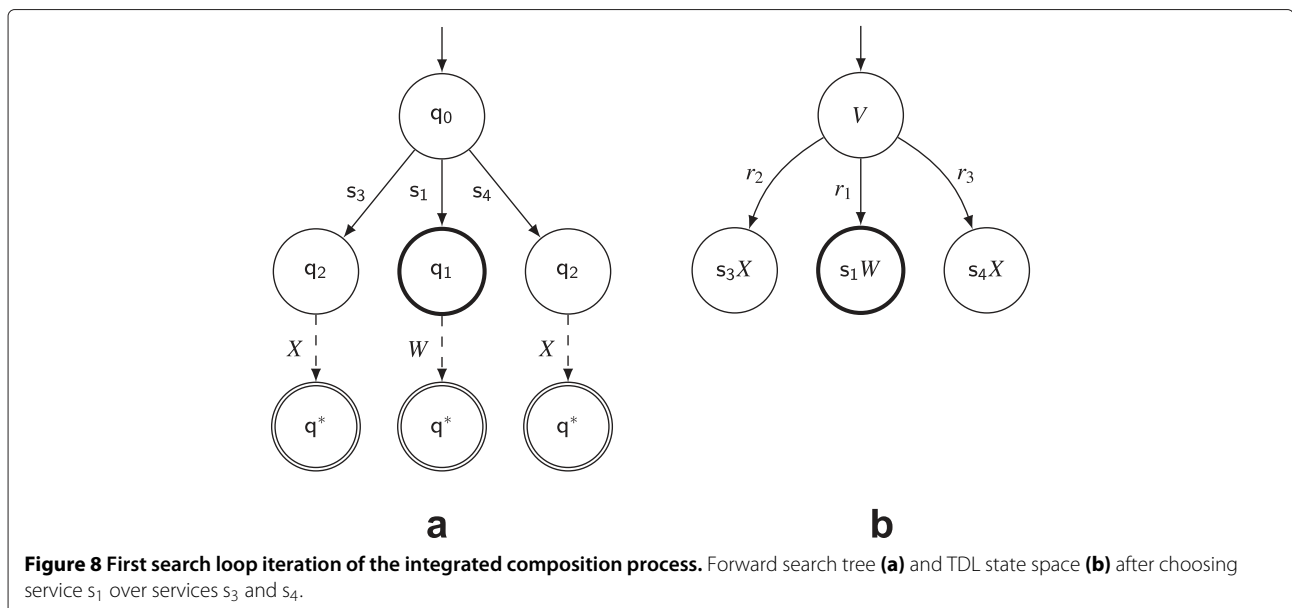 q0
V
s3
s1
s4
r2
r1
r3
q2
q1
q2
s3X
s1W
s4X
X
W
X
q*
q*
q*
a
b
Figure 8 First search loop iteration of the integrated composition process. Forward search tree (a) and TDL state space (b) after choosing
service s1 over services s3 and s4.